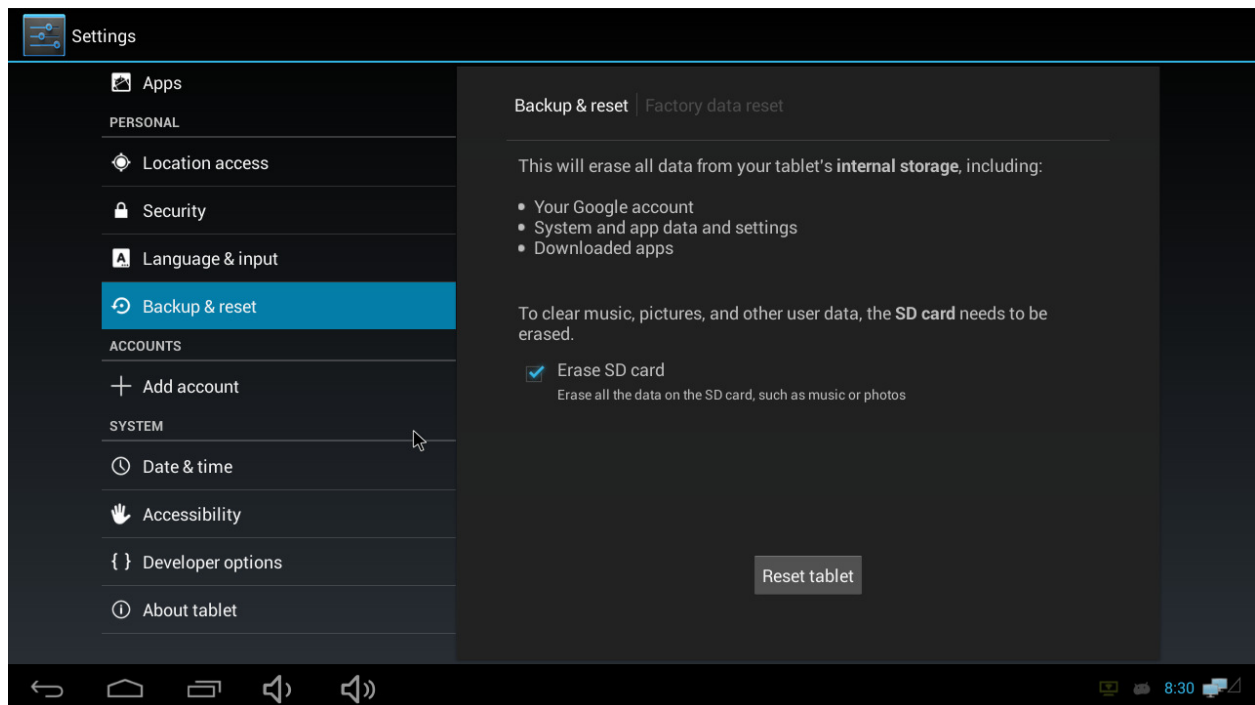 Settings
Apps
PERSONAL
Location access
Security
Language & input
Backup & reset
ACCOUNTS
Add account
SYSTEM
Date & time
Accessibility
{ } Developer options
About tablet
Backup & reset | Factory data reset
This will erase all data from your tablet's internal storage, including:
• Your Google account
• System and app data and settings
• Downloaded apps
To clear music, pictures, and other user data, the SD card needs to be
erased.
Erase SD card
Erase all the data on the SD card, such as music or photos
Reset tablet
8:30